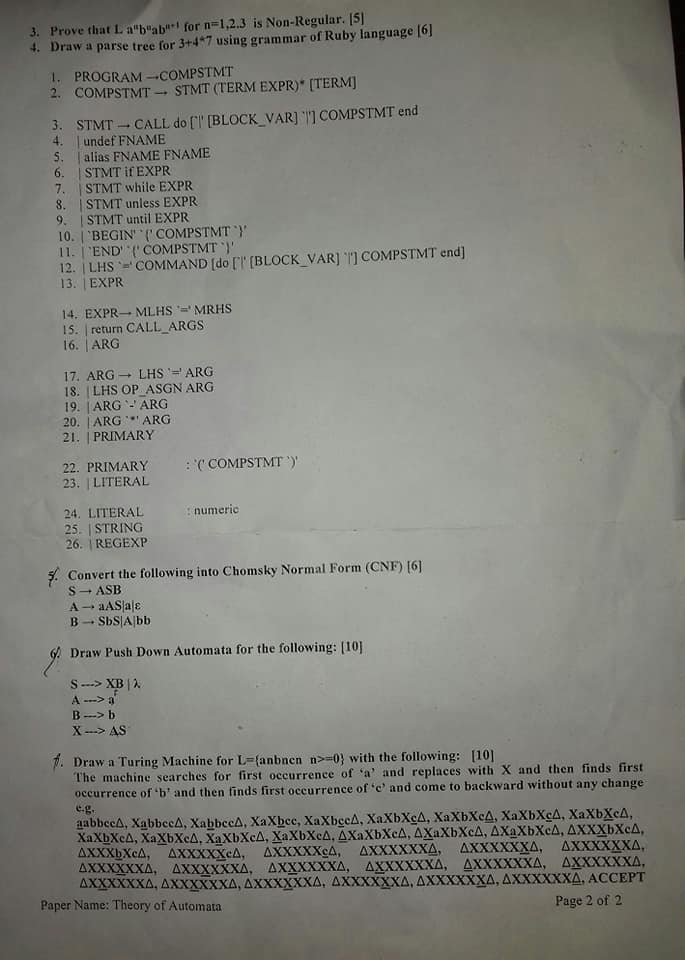 3. Prove that L aⁿbⁿabⁿ⁺¹ for n=1,2.3 is Non-Regular. [5]
4. Draw a parse tree for 3+4*7 using grammar of Ruby language [6]
1. PROGRAM →COMPSTMT
2. COMPSTMT → STMT (TERM EXPR)* [TERM]
3. STMT → CALL do [`|' [BLOCK_VAR] `|'] COMPSTMT end
4. | undef FNAME
5. | alias FNAME FNAME
6. | STMT if EXPR
7. | STMT while EXPR
8. | STMT unless EXPR
9. | STMT until EXPR
10. | `BEGIN' `{' COMPSTMT `}'
11. | `END' `{' COMPSTMT `}'
12. | LHS `=' COMMAND [do [`|' [BLOCK_VAR] `|'] COMPSTMT end]
13. | EXPR
14. EXPR→ MLHS `=' MRHS
15. | return CALL_ARGS
16. | ARG
17. ARG → LHS `=' ARG
18. | LHS OP_ASGN ARG
19. | ARG `-' ARG
20. | ARG `*' ARG
21. | PRIMARY
22. PRIMARY : `(' COMPSTMT `)'
23. | LITERAL
24. LITERAL : numeric
25. | STRING
26. | REGEXP
5. Convert the following into Chomsky Normal Form (CNF) [6]
S → ASB
A → aAS|a|ε
B → SbS|A|bb
6. Draw Push Down Automata for the following: [10]
S ---> XB | λ
A ---> a
B ---> b
X ---> AS
7. Draw a Turing Machine for L={anbncn n>=0} with the following: [10]
The machine searches for first occurrence of 'a' and replaces with X and then finds first
occurrence of 'b' and then finds first occurrence of 'c' and come to backward without any change
e.g.
aabbccΔ, XabbccΔ, XabbccΔ, XaXbcc, XaXbccΔ, XaXbXcΔ, XaXbXcΔ, XaXbXcΔ, XaXbXcΔ,
XaXbXcΔ, XaXbXcΔ, XaXbXcΔ, XaXbXcΔ, ΔXaXbXcΔ, ΔXaXbXcΔ, ΔXaXbXcΔ, ΔXXXbXcΔ,
ΔXXXbXcΔ, ΔXXXXXcΔ, ΔXXXXXcΔ, ΔXXXXXXΔ, ΔXXXXXXΔ, ΔXXXXXXΔ,
ΔXXXXXXΔ, ΔXXXXXXΔ, ΔXXXXXXΔ, ΔXXXXXXΔ, ΔXXXXXXΔ, ΔXXXXXXΔ,
ΔXXXXXXΔ, ΔXXXXXXΔ, ΔXXXXXXΔ, ΔXXXXXXΔ, ΔXXXXXXΔ, ΔXXXXXXΔ, ACCEPT
Paper Name: Theory of Automata
Page 2 of 2